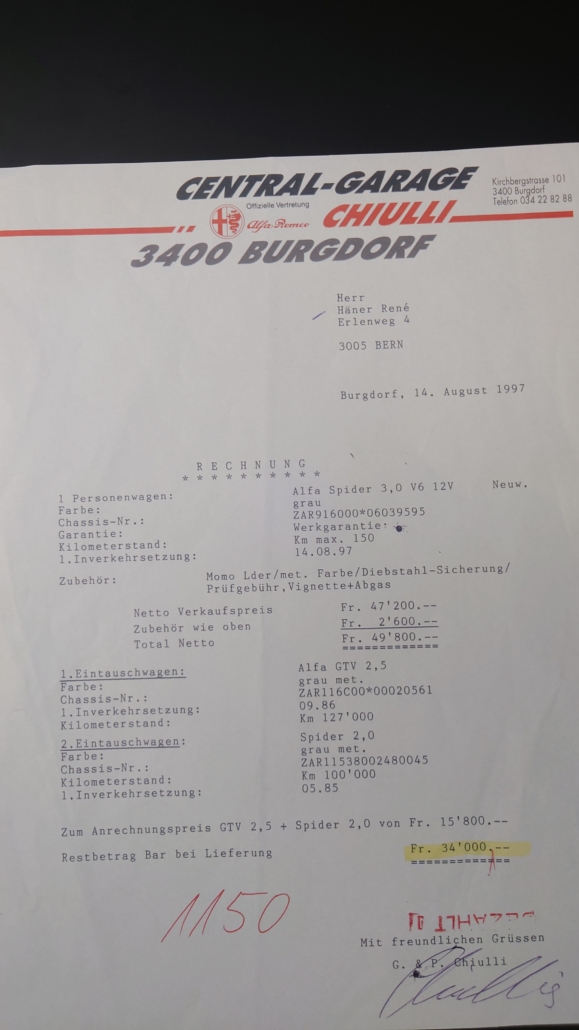 CENTRAL-GARAGE
Kirchbergstrasse 101
3400 Burgdorf
Telefon 034 22 82 88
Offizielle Vertretung
Alfa Romeo
CHIULLI
3400 BURGDORF
Herr
Häner René
Erlenweg 4
3005 BERN
Burgdorf, 14. August 1997
R E C H N U N G
* * * * * * * * * *
1 Personenwagen: Alfa Spider 3,0 V6 12V Neuw.
Farbe: grau
Chassis-Nr.: ZAR916000*06039595
Garantie: Werkgarantie:
Kilometerstand: Km max. 150
1.Inverkehrsetzung: 14.08.97
Zubehör: Momo Lder/met. Farbe/Diebstahl-Sicherung/
Prüfgebühr,Vignette+Abgas
Netto Verkaufspreis Fr. 47'200.--
Zubehör wie oben Fr. 2'600.--
Total Netto Fr. 49'800.--
=============
1.Eintauschwagen: Alfa GTV 2,5
Farbe: grau met.
Chassis-Nr.: ZAR116C00*00020561
1.Inverkehrsetzung: 09.86
Kilometerstand: Km 127'000
2.Eintauschwagen: Spider 2,0
Farbe: grau met.
Chassis-Nr.: ZAR11538002480045
Kilometerstand: Km 100'000
1.Inverkehrsetzung: 05.85
Zum Anrechnungspreis GTV 2,5 + Spider 2,0 von Fr. 15'800.--
Restbetrag Bar bei Lieferung Fr. 34'000.--
=============
1150
BEZAHLT
Mit freundlichen Grüssen
G. & P. Chiulli